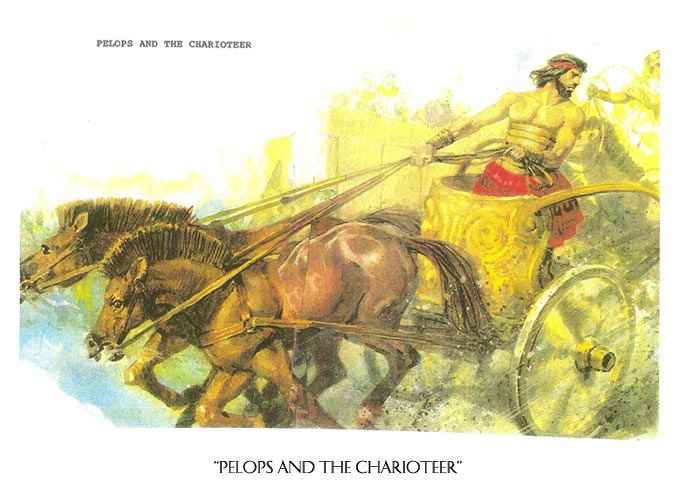 PELOPS AND THE CHARIOTEER
“PELOPS AND THE CHARIOTEER”